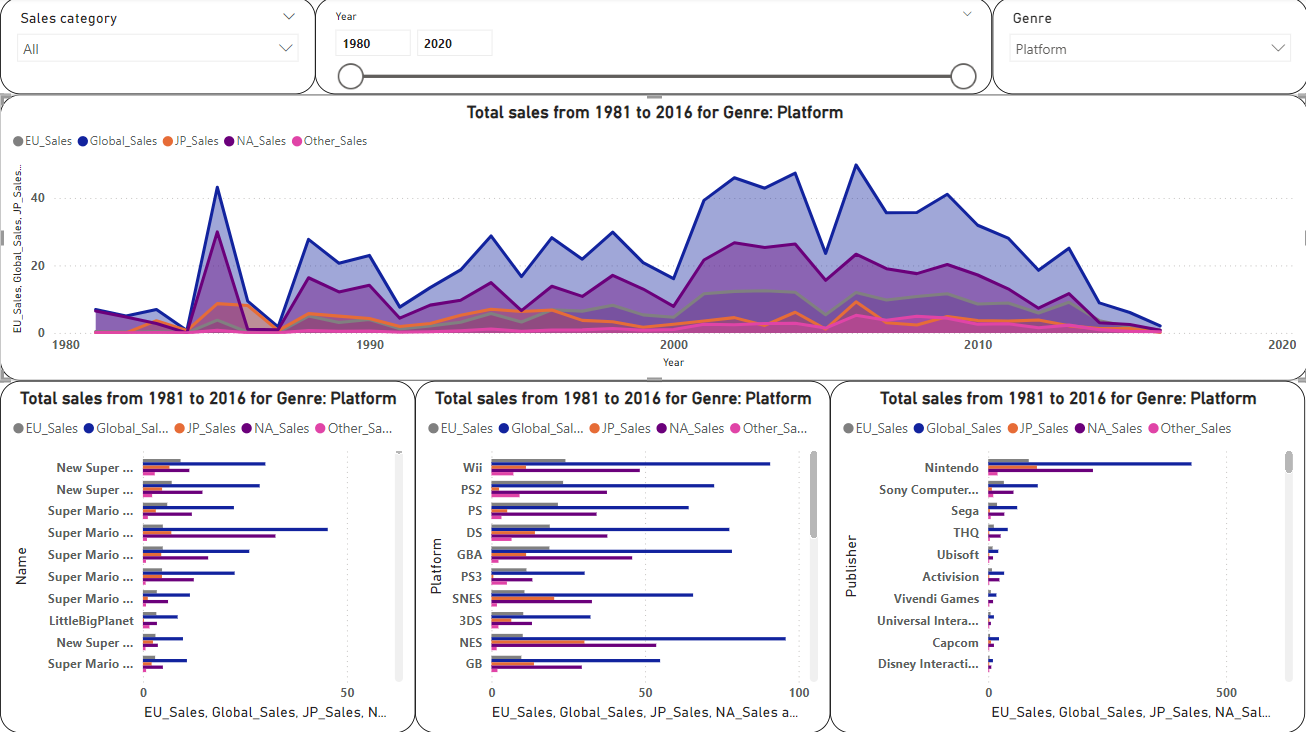 Sales category
All
Year
1980 2020
Genre
Platform
Total sales from 1981 to 2016 for Genre: Platform
EU_Sales Global_Sales JP_Sales NA_Sales Other_Sales
EU_Sales, Global_Sales, JP_Sales...
40
20
0
1980 1990 2000 2010 2020
Year
Total sales from 1981 to 2016 for Genre: Platform
EU_Sales Global_Sal... JP_Sales NA_Sales Other_Sa...
Name
New Super ...
New Super ...
Super Mario ...
Super Mario ...
Super Mario ...
Super Mario ...
Super Mario ...
LittleBigPlanet
New Super ...
Super Mario ...
0 50
EU_Sales, Global_Sales, JP_Sales, N...
Total sales from 1981 to 2016 for Genre: Platform
EU_Sales Global_Sal... JP_Sales NA_Sales Other_Sa...
Platform
Wii
PS2
PS
DS
GBA
PS3
SNES
3DS
NES
GB
0 50 100
EU_Sales, Global_Sales, JP_Sales, NA_Sales a...
Total sales from 1981 to 2016 for Genre: Platform
EU_Sales Global_Sales JP_Sales NA_Sales Other_Sales
Publisher
Nintendo
Sony Computer...
Sega
THQ
Ubisoft
Activision
Vivendi Games
Universal Intera...
Capcom
Disney Interacti...
0 500
EU_Sales, Global_Sales, JP_Sales, NA_Sal...